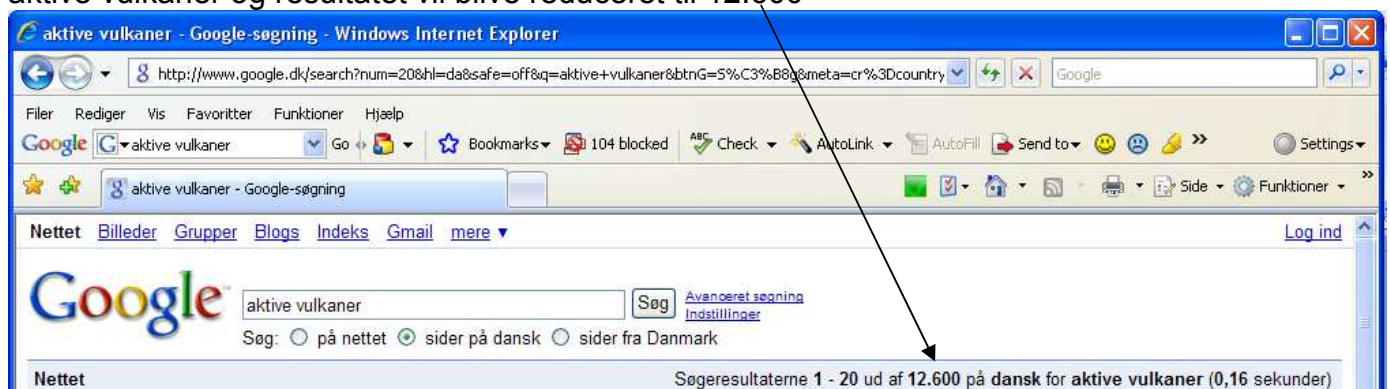 aktive vulkaner og resultatet vil blive reduceret til 12.600
aktive vulkaner - Google-søgning - Windows Internet Explorer
http://www.google.dk/search?num=20&hl=da&safe=off&q=aktive+vulkaner&btnG=S%C3%B8g&meta=cr%3Dcountry Google
Filer Rediger Vis Favoritter Funktioner Hjælp
Google G aktive vulkaner Go Bookmarks 104 blocked ABC Check AutoLink AutoFill Send to » Settings
aktive vulkaner - Google-søgning Side Funktioner »
Nettet Billeder Grupper Blogs Indeks Gmail mere ▼ Log ind
Google™ aktive vulkaner Søg Avanceret søgning
Indstillinger
Søg: på nettet sider på dansk sider fra Danmark
Nettet Søgeresultaterne 1 - 20 ud af 12.600 på dansk for aktive vulkaner (0,16 sekunder)